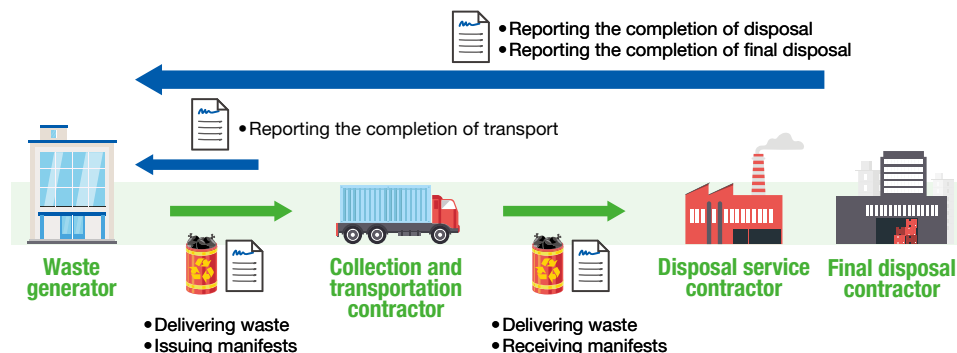 • Reporting the completion of disposal
• Reporting the completion of final disposal
• Reporting the completion of transport
Waste
generator
Collection and
transportation
contractor
Disposal service
contractor
Final disposal
contractor
• Delivering waste
• Issuing manifests
• Delivering waste
• Receiving manifests